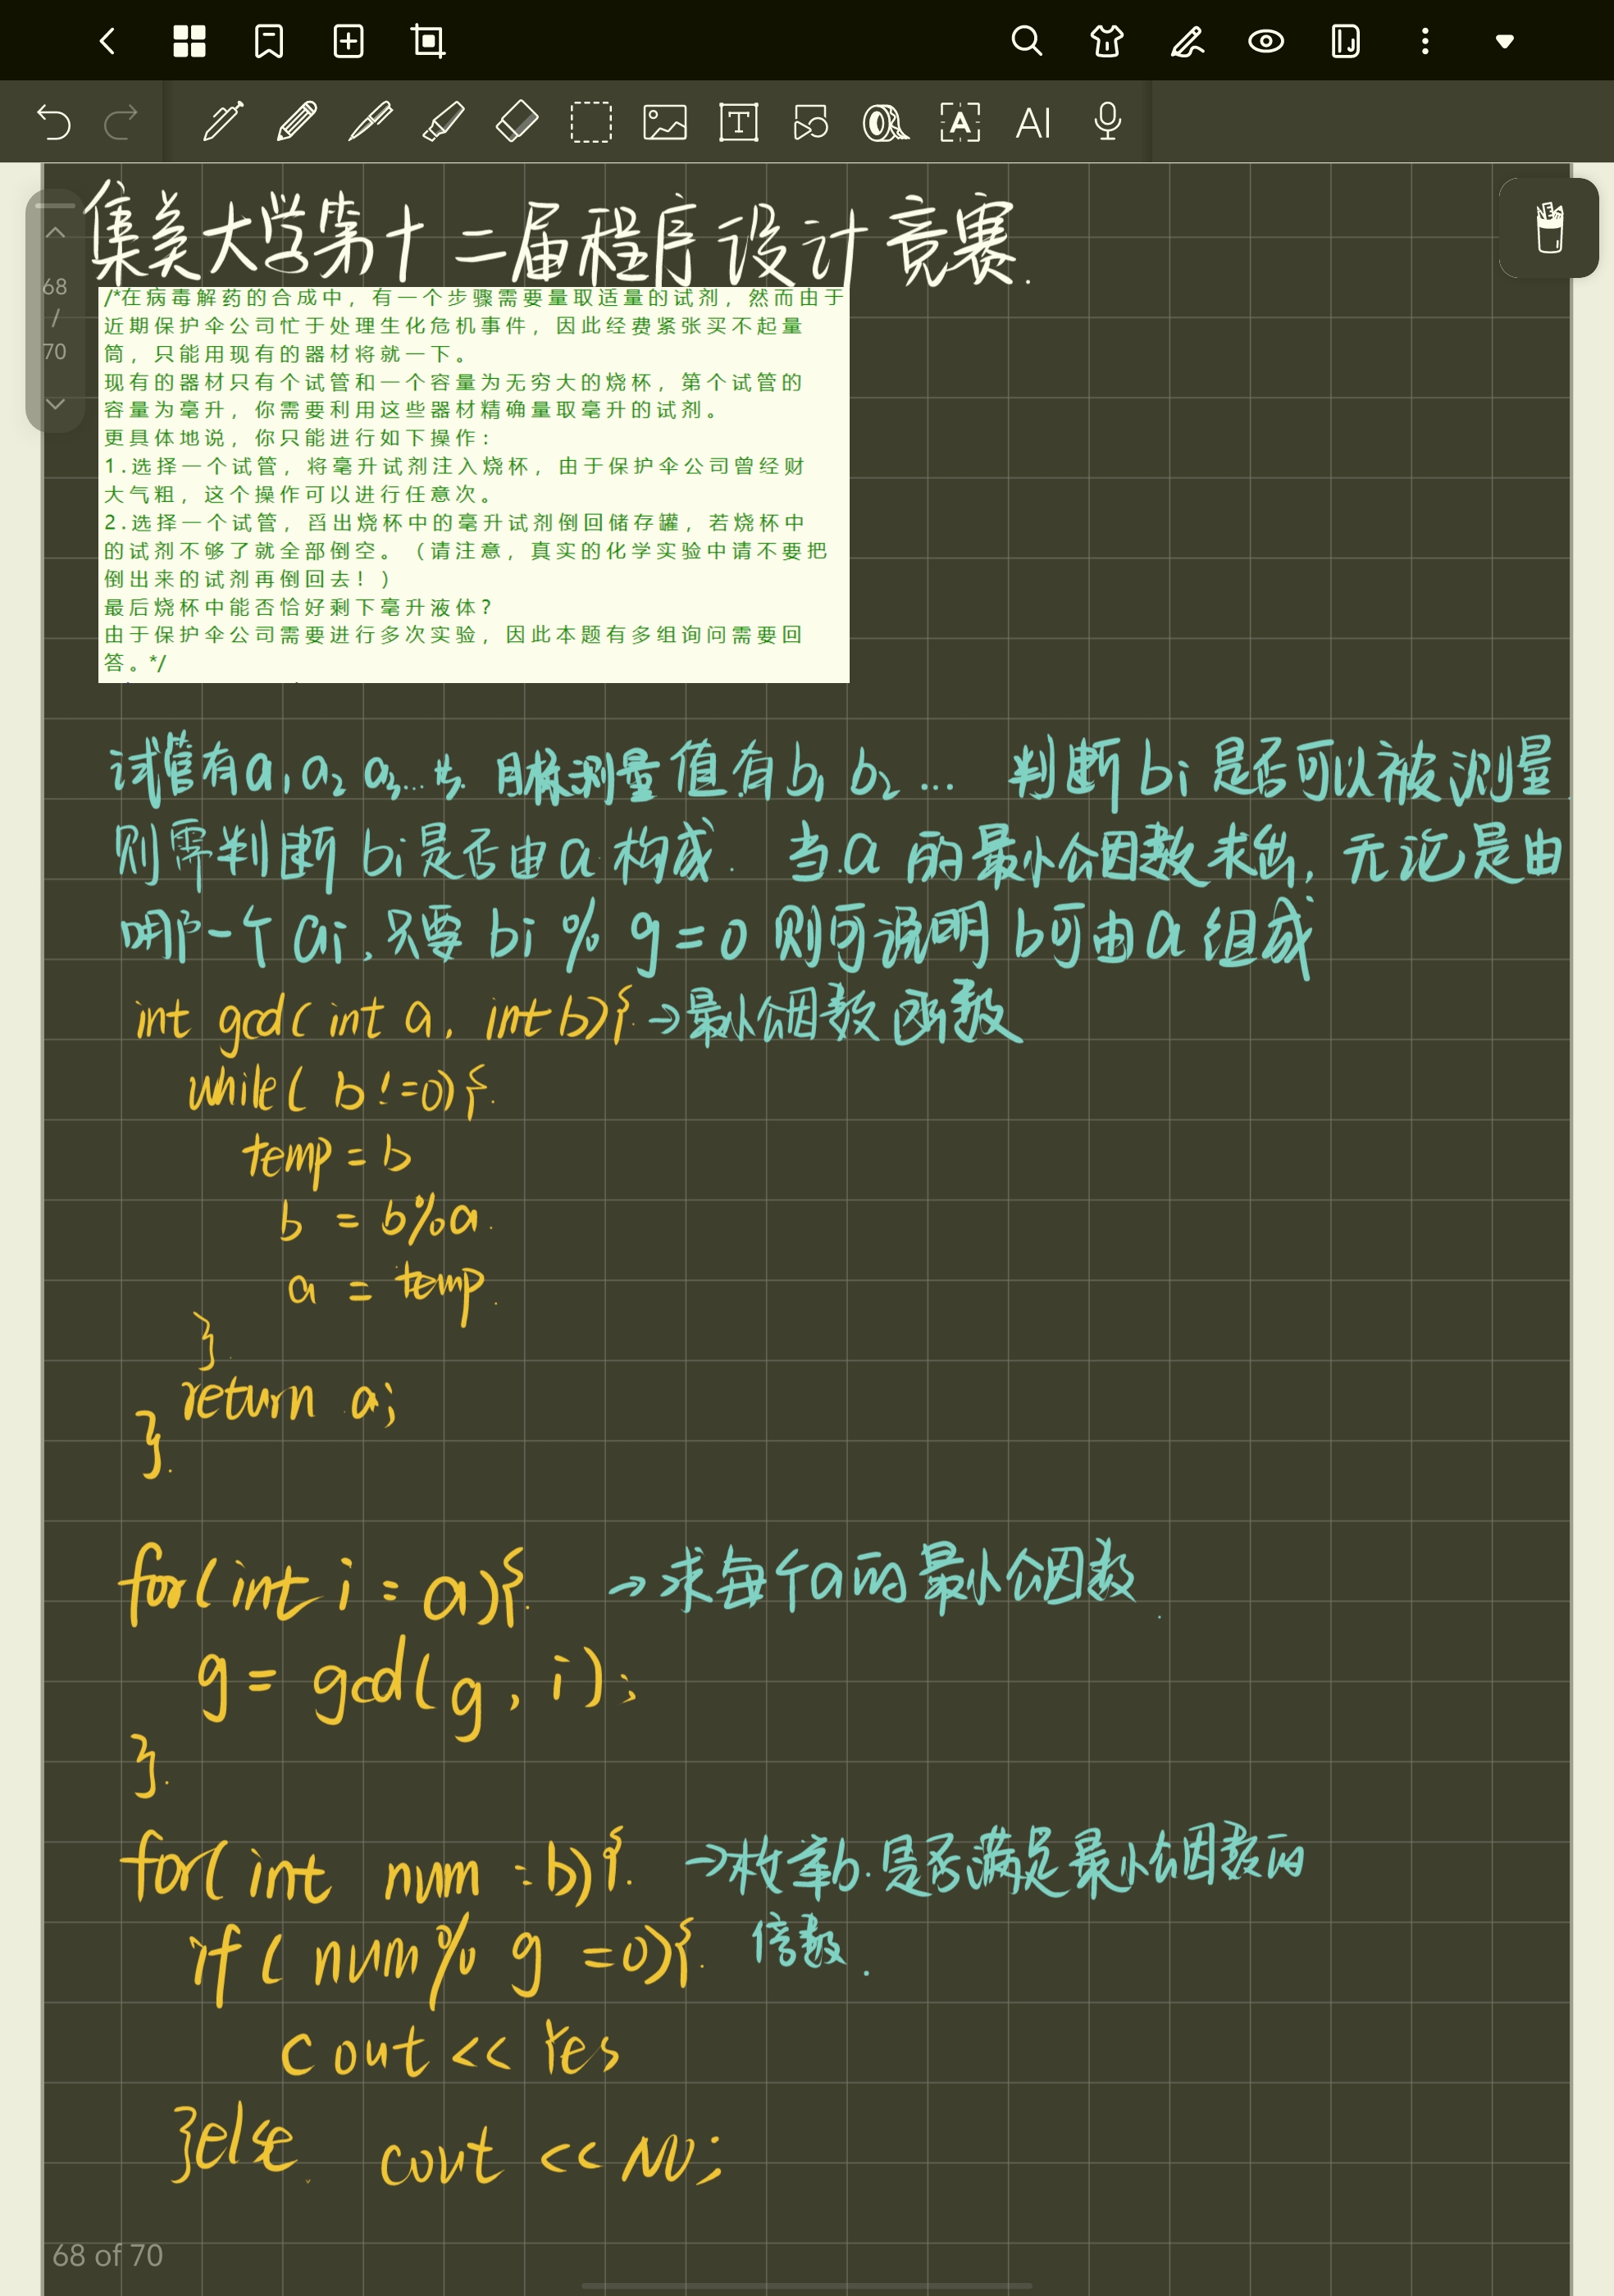 集美大学第十二届程序设计竞赛.
68
/
70
/*在病毒解药的合成中，有一个步骤需要量取适量的试剂，然而由于
近期保护伞公司忙于处理生化危机事件，因此经费紧张买不起量
筒，只能用现有的器材将就一下。
现有的器材只有个试管和一个容量为无穷大的烧杯，第个试管的
容量为毫升，你需要利用这些器材精确量取毫升的试剂。
更具体地说，你只能进行如下操作：
1.选择一个试管，将毫升试剂注入烧杯，由于保护伞公司曾经财
大气粗，这个操作可以进行任意次。
2.选择一个试管，舀出烧杯中的毫升试剂倒回储存罐，若烧杯中
的试剂不够了就全部倒空。（请注意，真实的化学实验中请不要把
倒出来的试剂再倒回去！）
最后烧杯中能否恰好剩下毫升液体？
由于保护伞公司需要进行多次实验，因此本题有多组询问需要回
答。*/
试管有a1 a2 a3... 测量值有b1 b2 ... 判断bi是否可以被测量.
则需判断bi是否由a构成. 当a的最小公因数求出, 无论是由
哪一个ai,只要bi % g = 0 则可说明b可由a组成
int gcd( int a, int b){ →最小公因数函数
while( b != 0){
temp = b
b = b%a
a = temp
}
return a;
}
for(int i : a){ →求每个a的最小公因数.
g = gcd(g, i);
}
for( int num : b){ →枚举b.是否满足最小公因数的
if( num% g =0){ 倍数.
cout << Yes
}else cout << NO;
68 of 70
AI